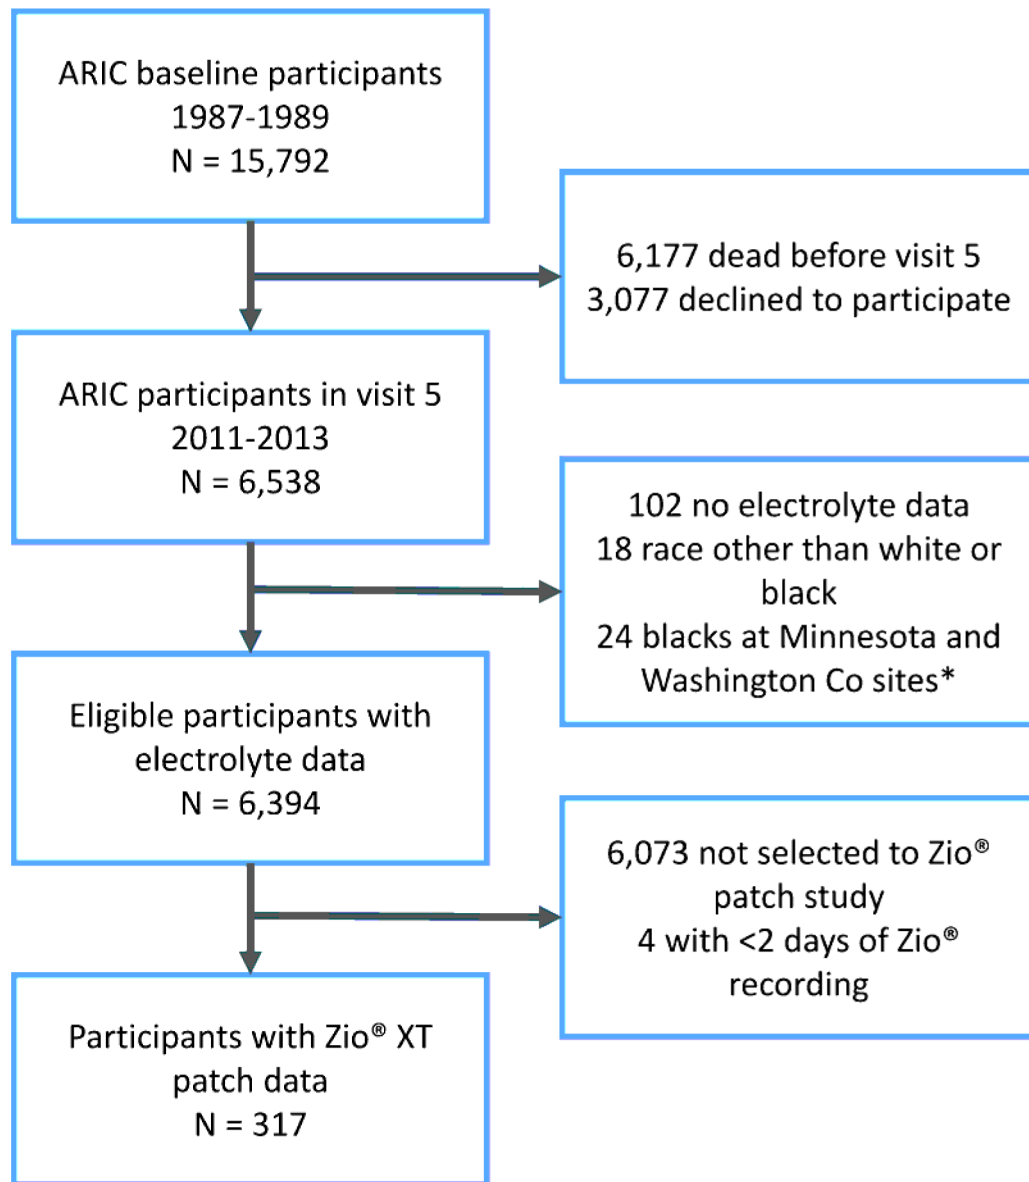 ARIC baseline participants
1987-1989
N = 15,792
6,177 dead before visit 5
3,077 declined to participate
ARIC participants in visit 5
2011-2013
N = 6,538
102 no electrolyte data
18 race other than white or
black
24 blacks at Minnesota and
Washington Co sites*
Eligible participants with
electrolyte data
N = 6,394
6,073 not selected to Zio®
patch study
4 with <2 days of Zio®
recording
Participants with Zio® XT
patch data
N = 317